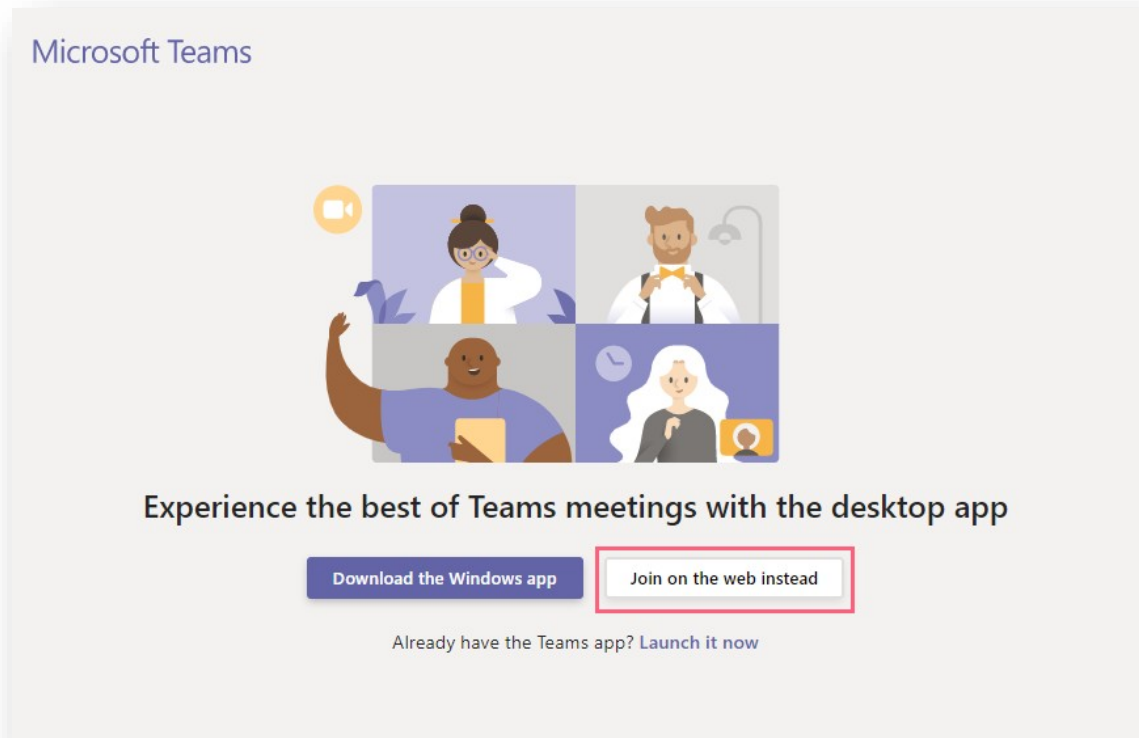 Microsoft Teams
Experience the best of Teams meetings with the desktop app
Download the Windows app
Join on the web instead
Already have the Teams app? Launch it now